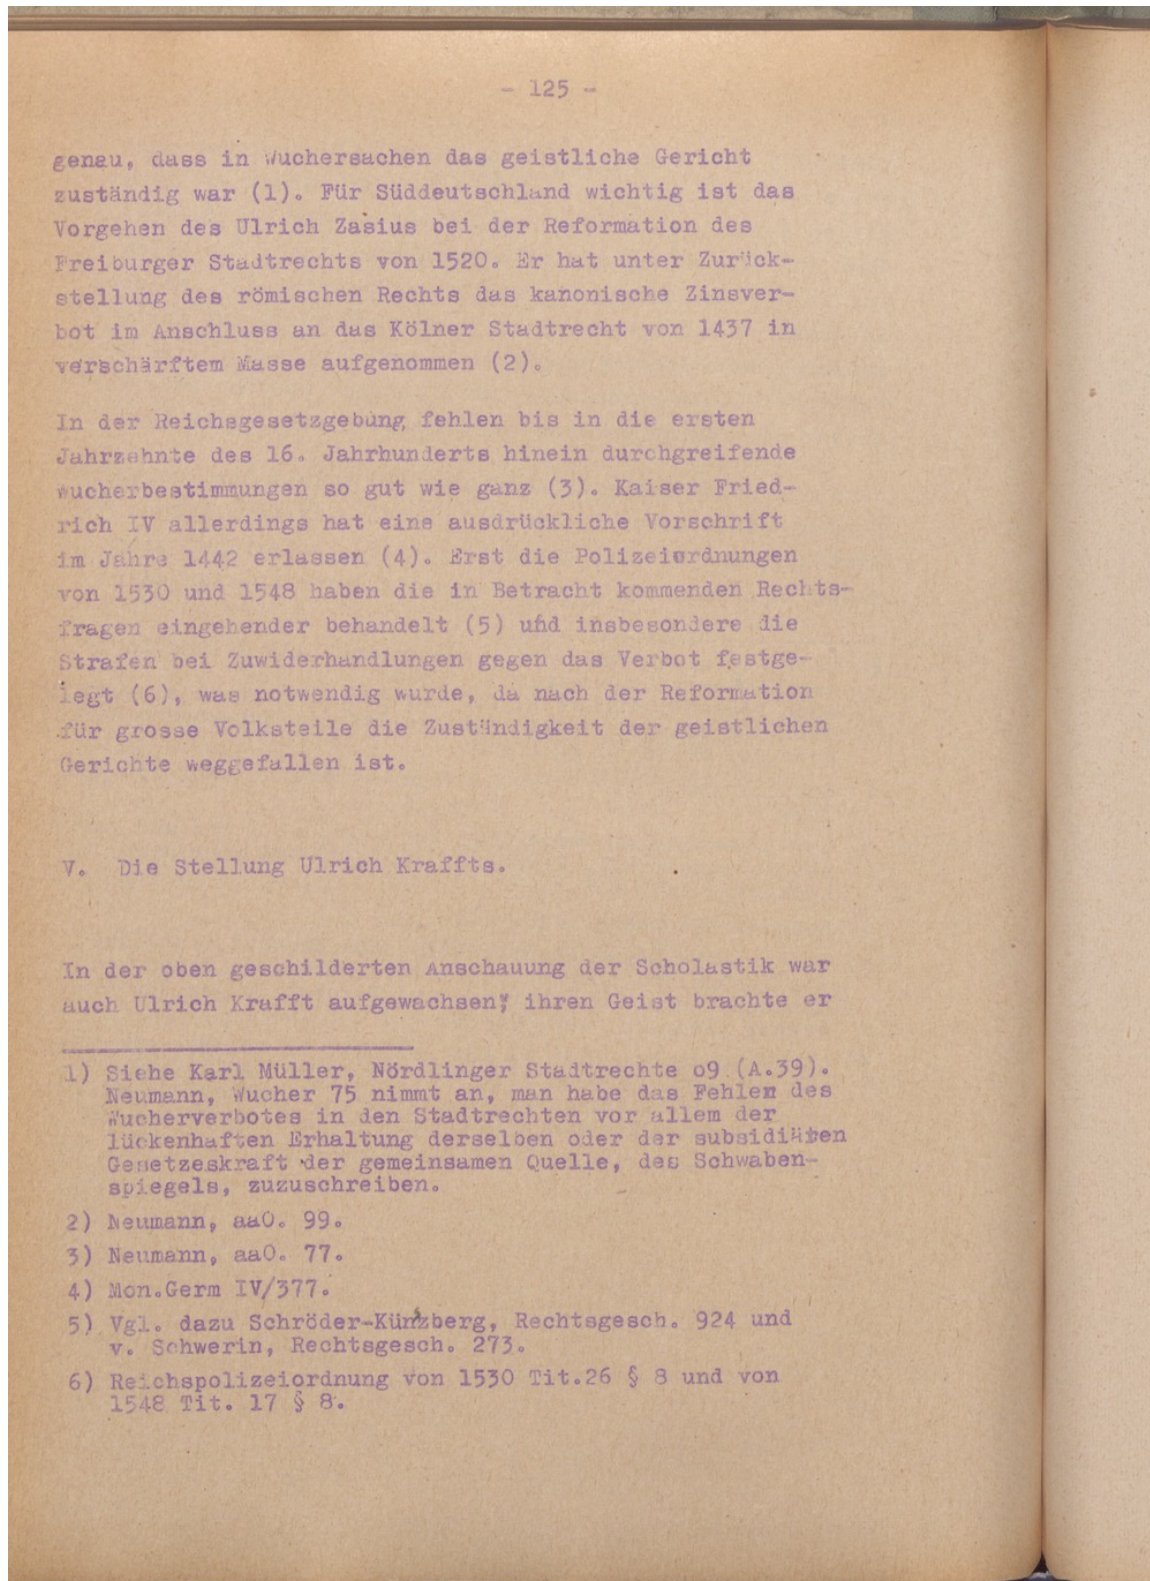 - 125 -
genau, dass in Wuchersachen das geistliche Gericht
zuständig war (1). Für Süddeutschland wichtig ist das
Vorgehen des Ulrich Zasius bei der Reformation des
Freiburger Stadtrechts von 1520. Er hat unter Zurück-
stellung des römischen Rechts das kanonische Zinsver-
bot im Anschluss an das Kölner Stadtrecht von 1437 in
verschärftem Masse aufgenommen (2).
In der Reichsgesetzgebung fehlen bis in die ersten
Jahrzehnte des 16. Jahrhunderts hinein durchgreifende
Wucherbestimmungen so gut wie ganz (3). Kaiser Fried-
rich IV allerdings hat eine ausdrückliche Vorschrift
im Jahre 1442 erlassen (4). Erst die Polizeiordnungen
von 1530 und 1548 haben die in Betracht kommenden Rechts-
fragen eingehender behandelt (5) und insbesondere die
Strafen bei Zuwiderhandlungen gegen das Verbot festge-
legt (6), was notwendig wurde, da nach der Reformation
für grosse Volksteile die Zuständigkeit der geistlichen
Gerichte weggefallen ist.
V. Die Stellung Ulrich Kraffts.
In der oben geschilderten Anschauung der Scholastik war
auch Ulrich Krafft aufgewachsen; ihren Geist brachte er
1) Siehe Karl Müller, Nördlinger Stadtrechte 09 (A.39).
Neumann, Wucher 75 nimmt an, man habe das Fehlen des
Wucherverbotes in den Stadtrechten vor allem der
lückenhaften Erhaltung derselben oder der subsidiären
Gesetzeskraft der gemeinsamen Quelle, des Schwaben-
spiegels, zuzuschreiben.
2) Neumann, aaO. 99.
3) Neumann, aaO. 77.
4) Mon.Germ IV/377.
5) Vgl. dazu Schröder-Künzberg, Rechtsgesch. 924 und
v. Schwerin, Rechtsgesch. 273.
6) Reichspolizeiordnung von 1530 Tit.26 § 8 und von
1548 Tit. 17 § 8.